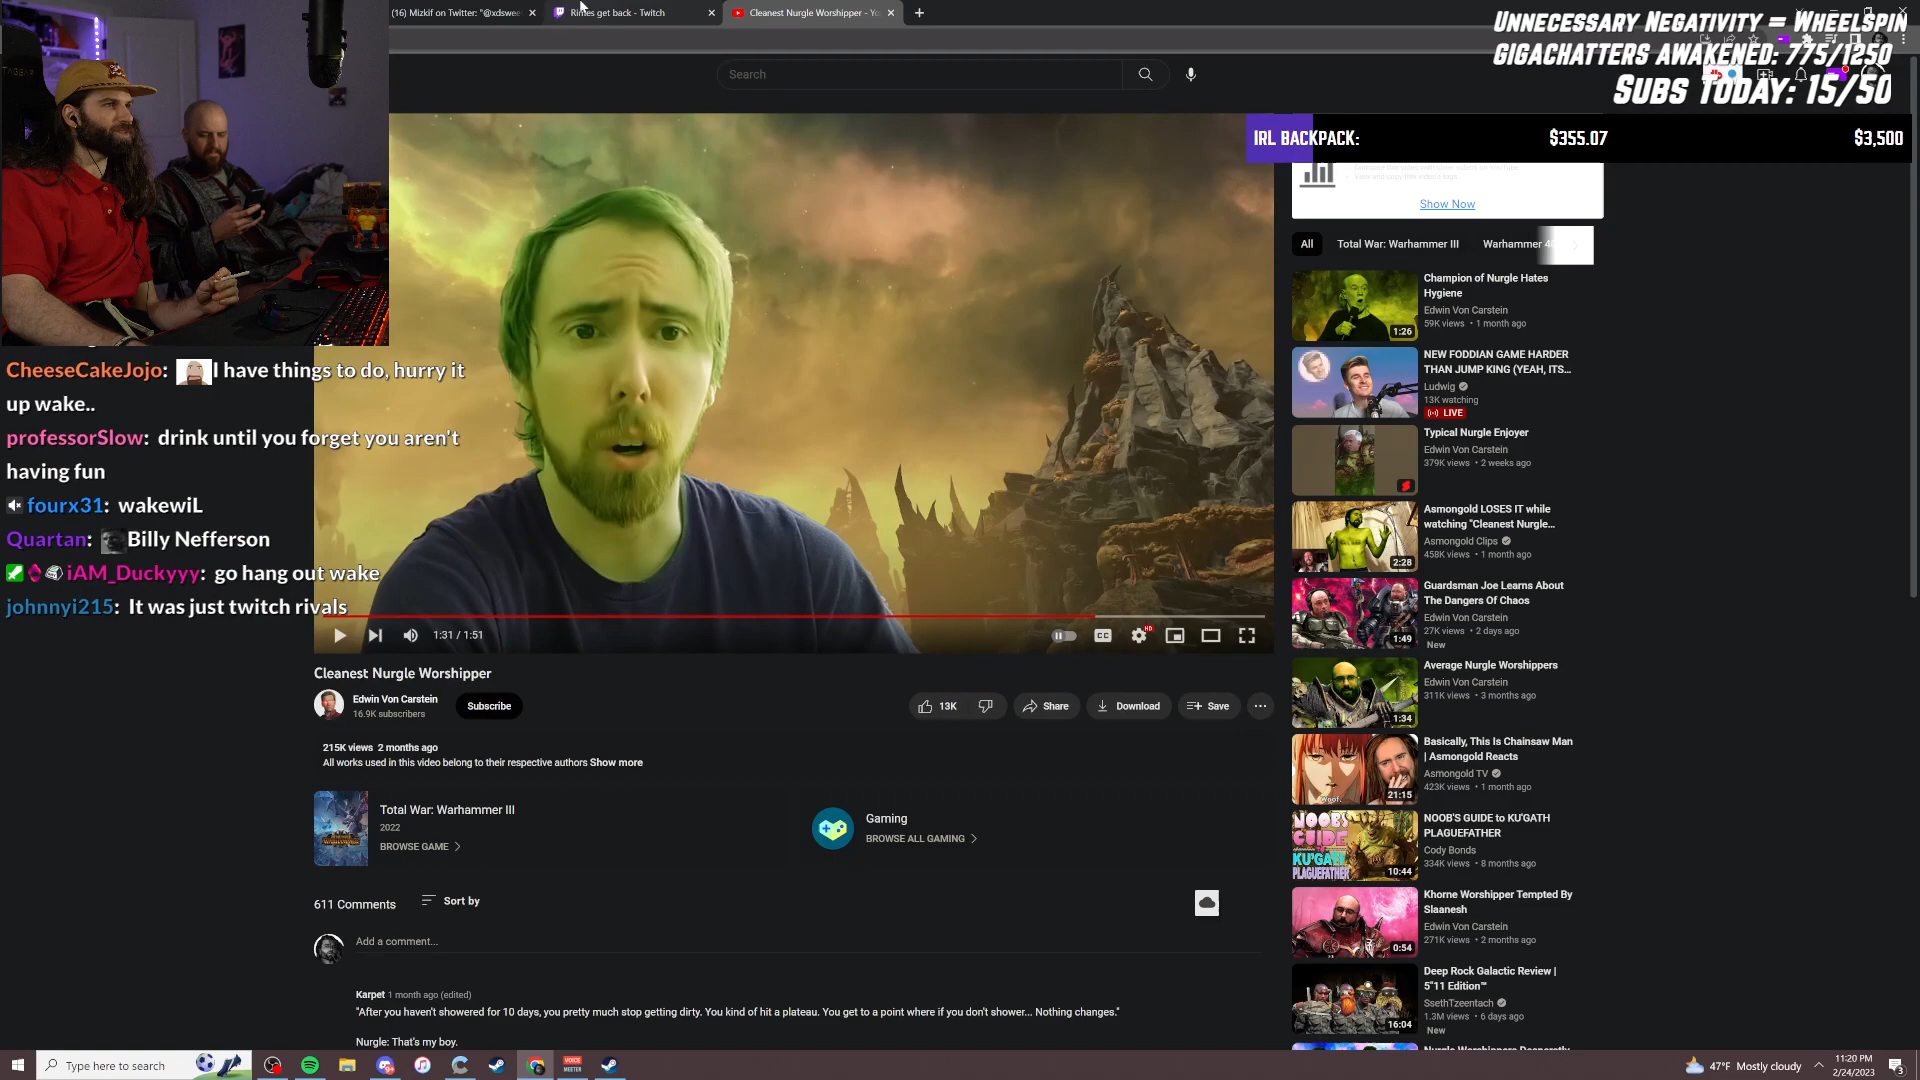 (16) Mizkif on Twitter: "@xdswee
Rimes get back - Twitch
Cleanest Nurgle Worshipper - Yo
Unnecessary Negativity = Wheelspin
Gigachatters Awakened: 775/1250
Subs Today: 15/50
Search
IRL BACKPACK:
$355.07
$3,500
Show Now
All
Total War: Warhammer III
Warhammer 4
CheeseCakeJojo: I have things to do, hurry it
up wake..
professorSlow: drink until you forget you aren't
having fun
fourx31: wakewiL
Quartan: Billy Nefferson
iAM_Duckyyy: go hang out wake
johnnyi215: It was just twitch rivals
1:31 / 1:51
CC
HD
Cleanest Nurgle Worshipper
Edwin Von Carstein
16.9K subscribers
Subscribe
13K
Share
Download
Save
215K views 2 months ago
All works used in this video belong to their respective authors Show more
Total War: Warhammer III
2022
BROWSE GAME
Gaming
BROWSE ALL GAMING
611 Comments
Sort by
Add a comment...
Karpet 1 month ago (edited)
"After you haven't showered for 10 days, you pretty much stop getting dirty. You kind of hit a plateau. You get to a point where if you don't shower... Nothing changes."
Nurgle: That's my boy.
Champion of Nurgle Hates
Hygiene
Edwin Von Carstein
59K views • 1 month ago
1:26
NEW FODDIAN GAME HARDER
THAN JUMP KING (YEAH, ITS...
Ludwig
13K watching
LIVE
Typical Nurgle Enjoyer
Edwin Von Carstein
379K views • 2 weeks ago
Asmongold LOSES IT while
watching "Cleanest Nurgle...
Asmongold Clips
458K views • 1 month ago
2:28
Guardsman Joe Learns About
The Dangers Of Chaos
Edwin Von Carstein
27K views • 2 days ago
New
1:49
Average Nurgle Worshippers
Edwin Von Carstein
311K views • 3 months ago
1:34
Basically, This Is Chainsaw Man
| Asmongold Reacts
Asmongold TV
423K views • 1 month ago
Woof.
21:15
NOOB'S GUIDE to KU'GATH
PLAGUEFATHER
Cody Bonds
334K views • 8 months ago
NOOBS
GUIDE to
KU'GATH
PLAGUEFATHER
10:44
Khorne Worshipper Tempted By
Slaanesh
Edwin Von Carstein
271K views • 2 months ago
0:54
Deep Rock Galactic Review |
5"11 Edition™
SsethTzeentach
1.3M views • 6 days ago
New
16:04
Nurgle Worshippers Desperately
Type here to search
VOICE
MEETER
47°F Mostly cloudy
11:20 PM
2/24/2023
3